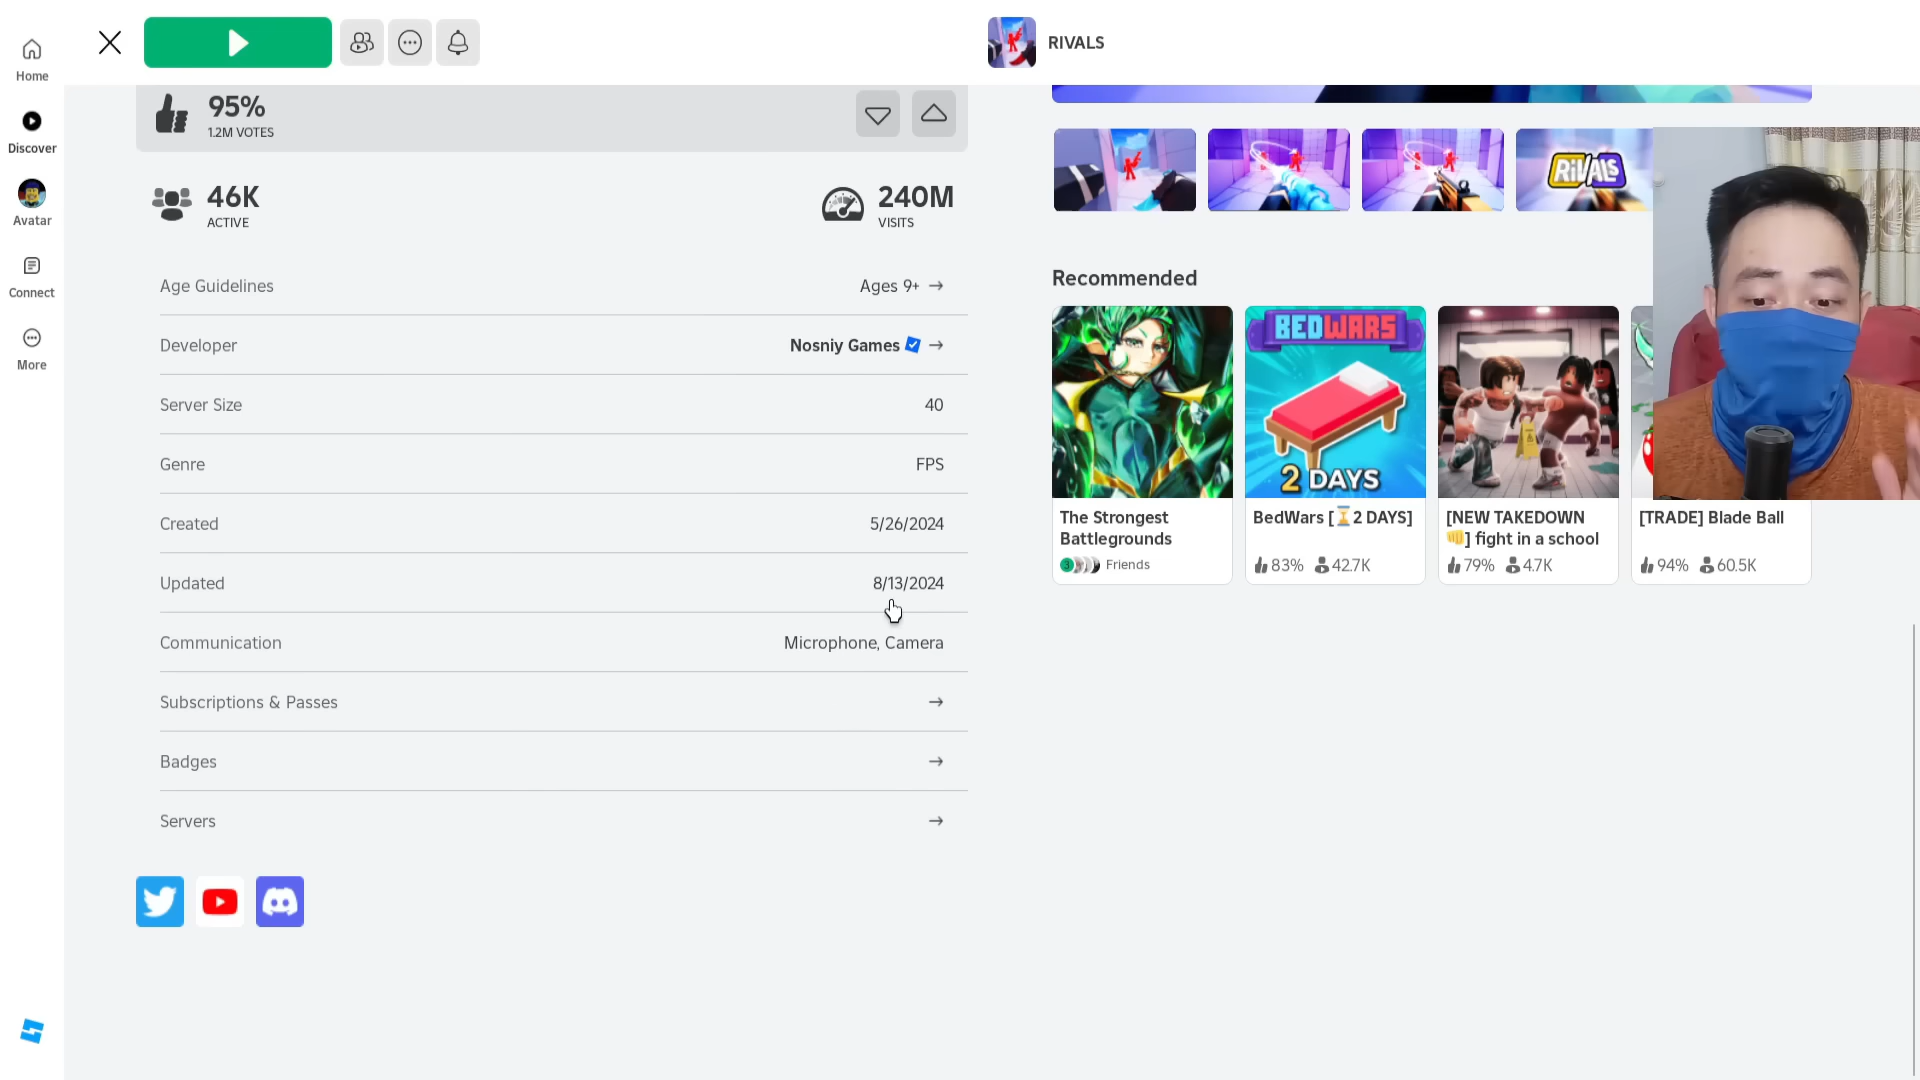 RIVALS
Home
Discover
Avatar
Connect
More
95%
1.2M VOTES
46K
ACTIVE
240M
VISITS
Age Guidelines
Ages 9+
Developer
Nosniy Games
Server Size
40
Genre
FPS
Created
5/26/2024
Updated
8/13/2024
Communication
Microphone, Camera
Subscriptions & Passes
Badges
Servers
RIVALS
Recommended
BEDWARS
2 DAYS
The Strongest
Battlegrounds
3 Friends
BedWars [⌛2 DAYS]
83% 42.7K
[NEW TAKEDOWN
👊] fight in a school
79% 4.7K
[TRADE] Blade Ball
94% 60.5K